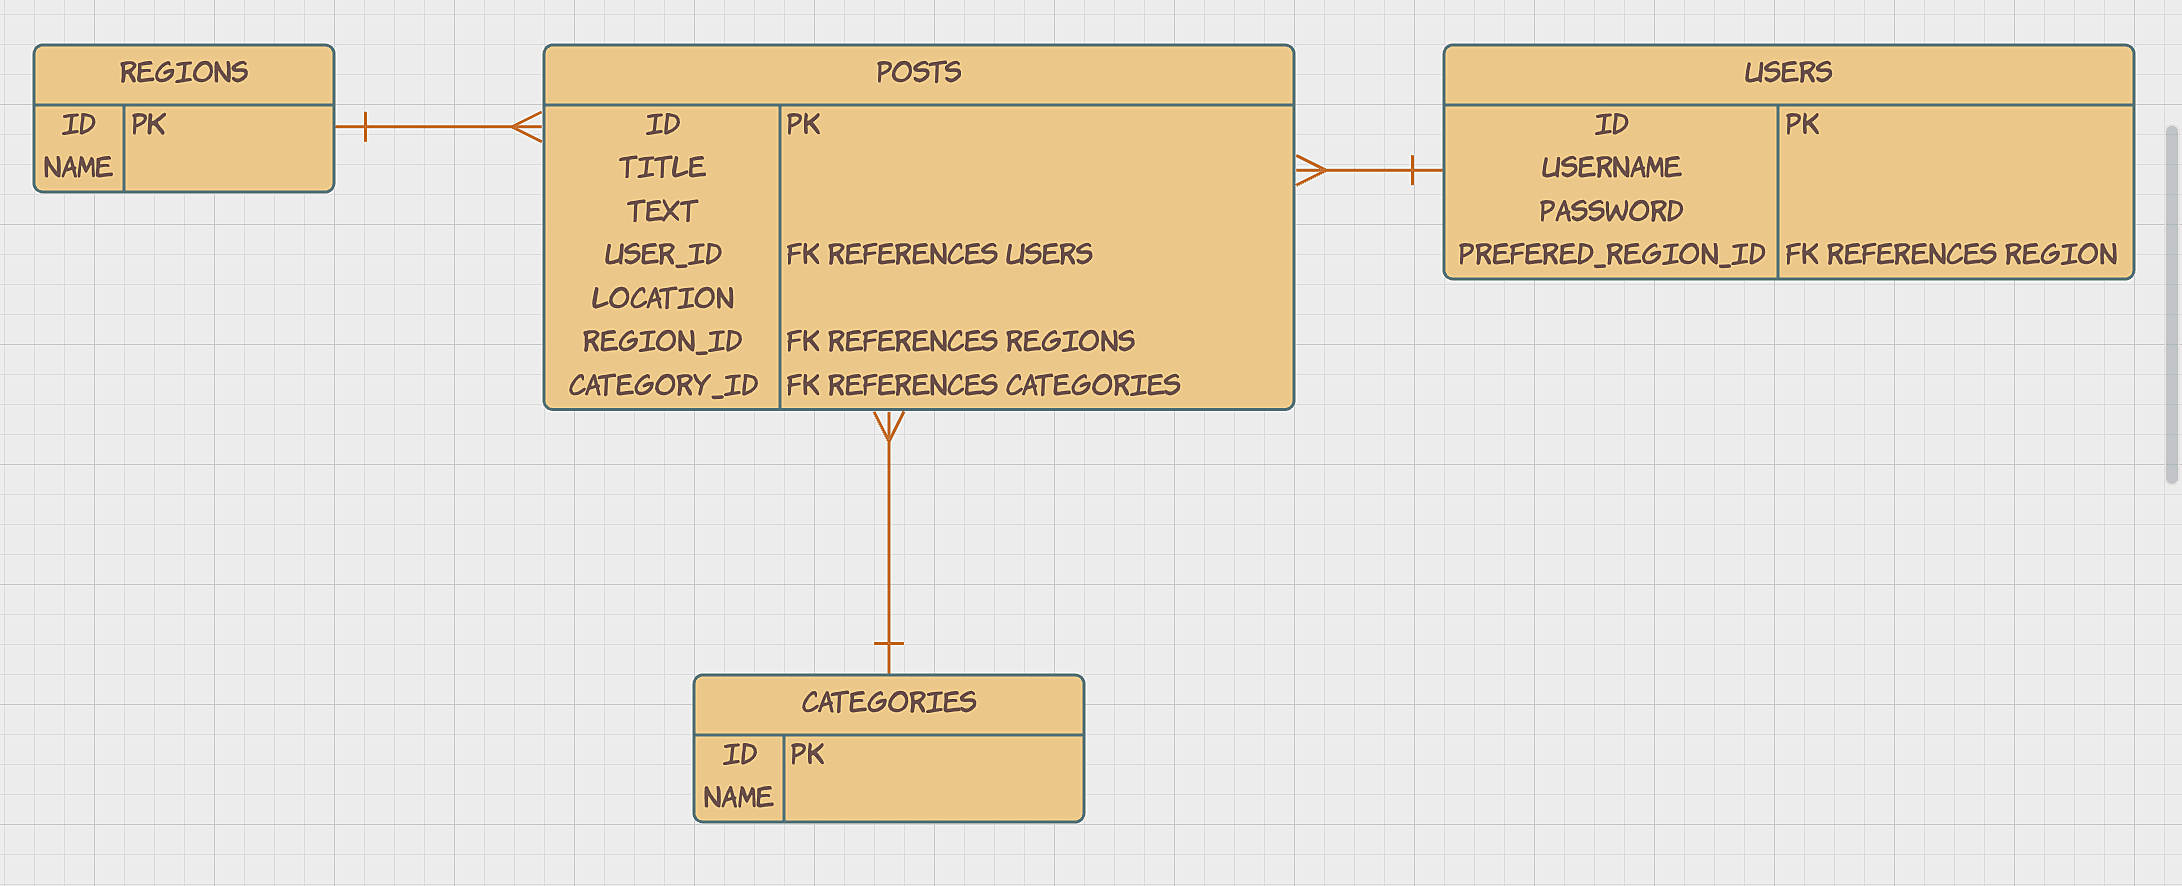 REGIONS
ID PK
NAME
POSTS
ID PK
TITLE
TEXT
USER_ID FK REFERENCES USERS
LOCATION
REGION_ID FK REFERENCES REGIONS
CATEGORY_ID FK REFERENCES CATEGORIES
USERS
ID PK
USERNAME
PASSWORD
PREFERED_REGION_ID FK REFERENCES REGION
CATEGORIES
ID PK
NAME